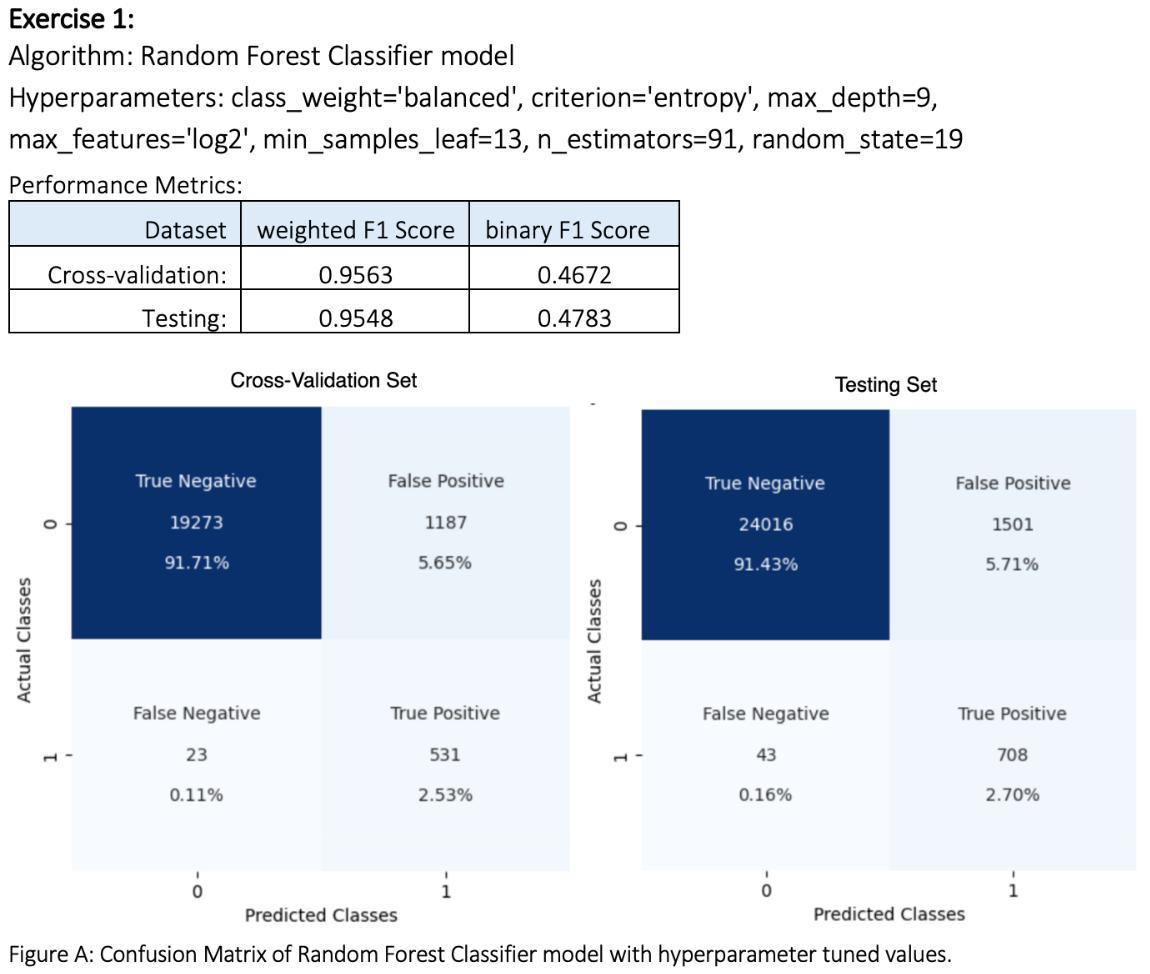 Exercise 1:
Algorithm: Random Forest Classifier model
Hyperparameters: class_weight='balanced', criterion='entropy', max_depth=9,
max_features='log2', min_samples_leaf=13, n_estimators=91, random_state=19
Performance Metrics:
Dataset weighted F1 Score binary F1 Score
Cross-validation: 0.9563 0.4672
Testing: 0.9548 0.4783
Cross-Validation Set
True Negative False Positive
0 19273 1187
91.71% 5.65%
Actual Classes
False Negative True Positive
1 23 531
0.11% 2.53%
0 1
Predicted Classes
Testing Set
True Negative False Positive
0 24016 1501
91.43% 5.71%
Actual Classes
False Negative True Positive
1 43 708
0.16% 2.70%
0 1
Predicted Classes
Figure A: Confusion Matrix of Random Forest Classifier model with hyperparameter tuned values.